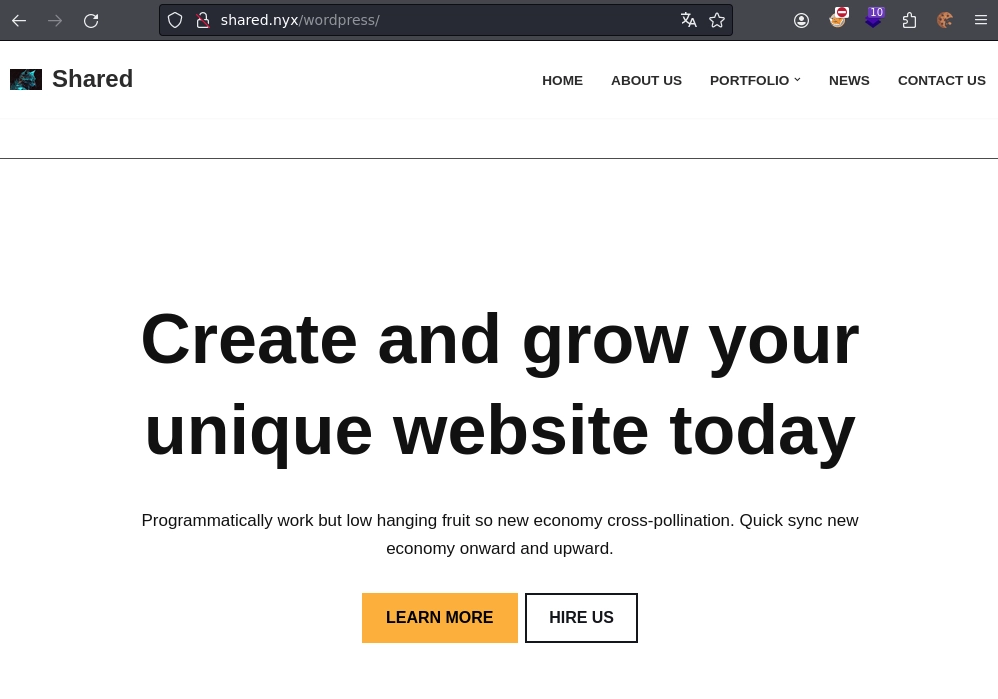 shared.nyx/wordpress/
10
Shared
HOME ABOUT US PORTFOLIO NEWS CONTACT US
Create and grow your
unique website today
Programmatically work but low hanging fruit so new economy cross-pollination. Quick sync new
economy onward and upward.
LEARN MORE HIRE US